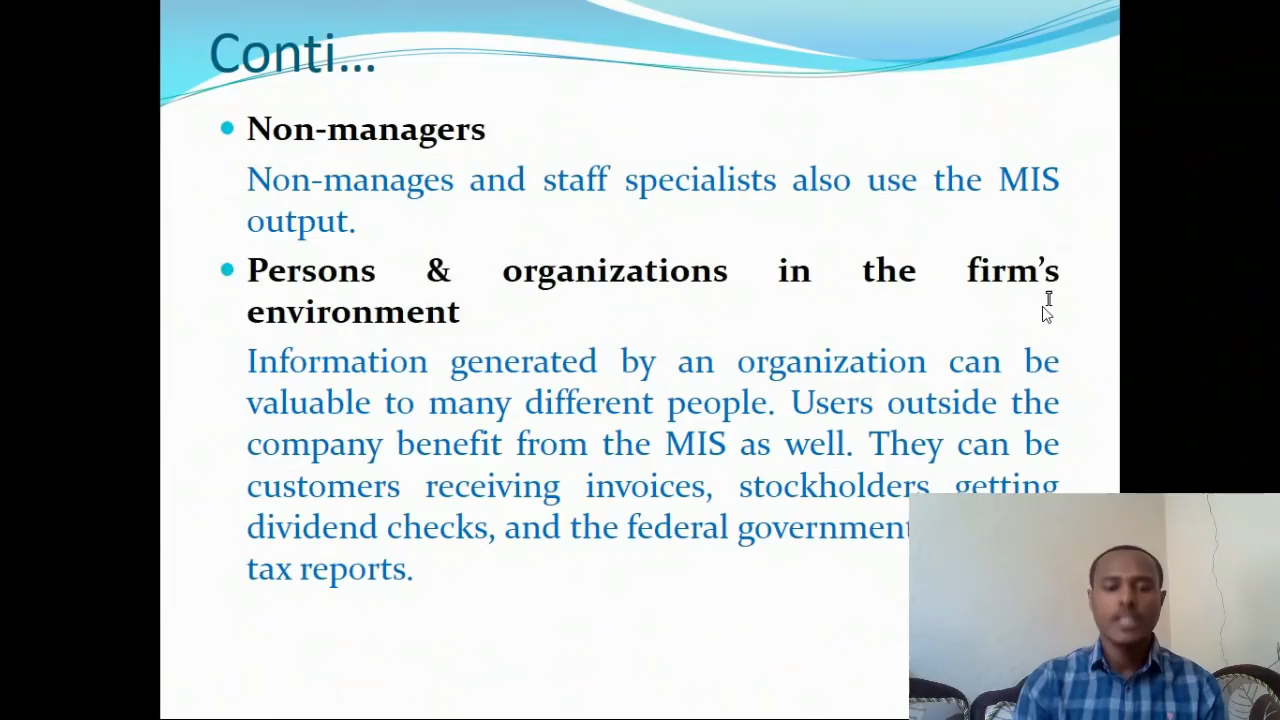 Conti...
Non-managers
Non-manages and staff specialists also use the MIS
output.
Persons & organizations in the firm’s
environment
Information generated by an organization can be
valuable to many different people. Users outside the
company benefit from the MIS as well. They can be
customers receiving invoices, stockholders getting
dividend checks, and the federal government
tax reports.